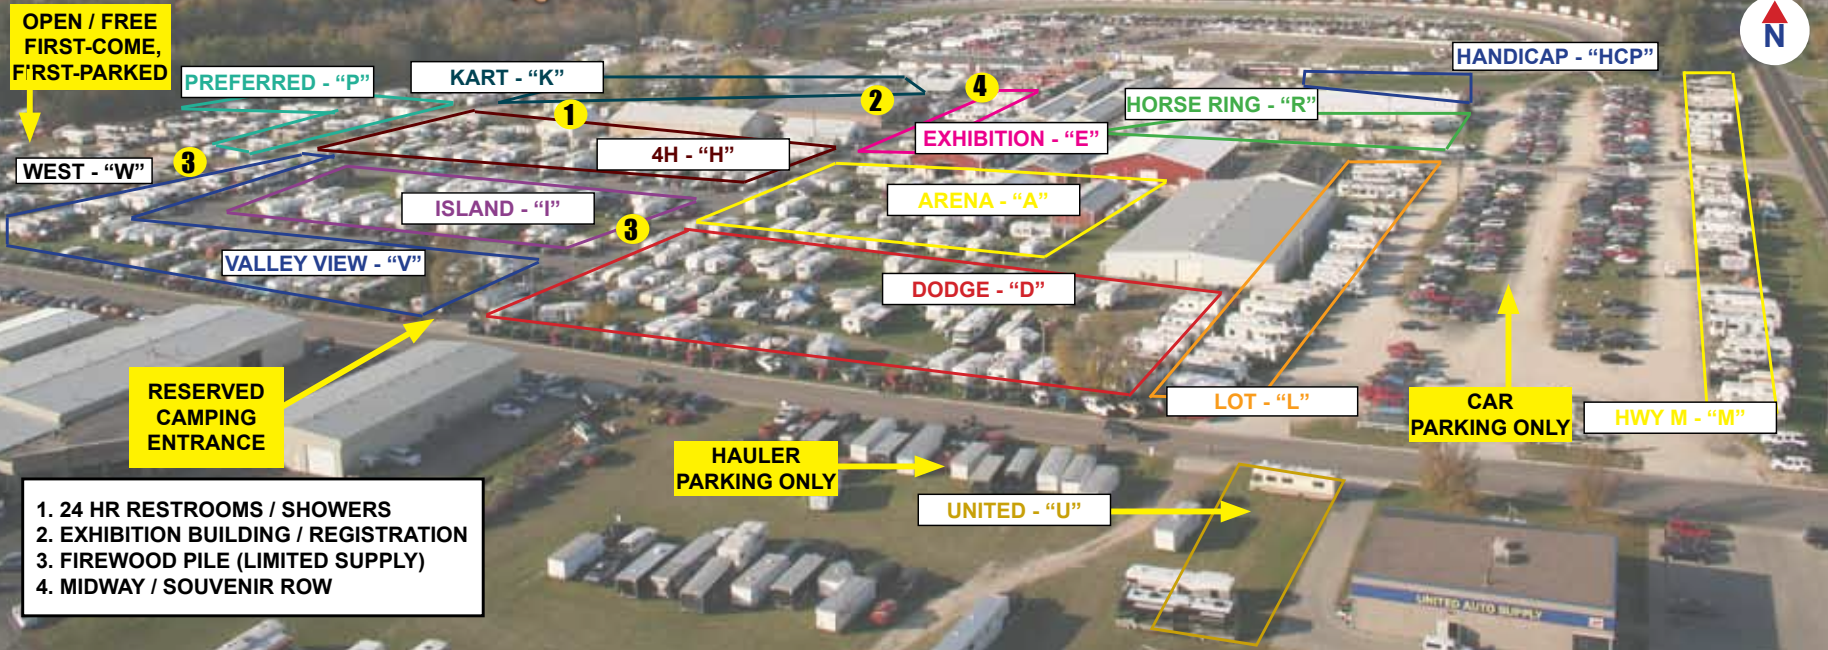 OPEN / FREE
FIRST-COME,
FIRST-PARKED
PREFERRED - “P”
KART - “K”
4
2
1
HANDICAP - “HCP”
N
HORSE RING - “R”
EXHIBITION - “E”
4H - “H”
3
WEST - “W”
ISLAND - “I”
3
ARENA - “A”
VALLEY VIEW - “V”
DODGE - “D”
RESERVED
CAMPING
ENTRANCE
LOT - “L”
CAR
PARKING ONLY
HWY M - “M”
HAULER
PARKING ONLY
UNITED - “U”
1. 24 HR RESTROOMS / SHOWERS
2. EXHIBITION BUILDING / REGISTRATION
3. FIREWOOD PILE (LIMITED SUPPLY)
4. MIDWAY / SOUVENIR ROW
UNITED AUTO SUPPLY